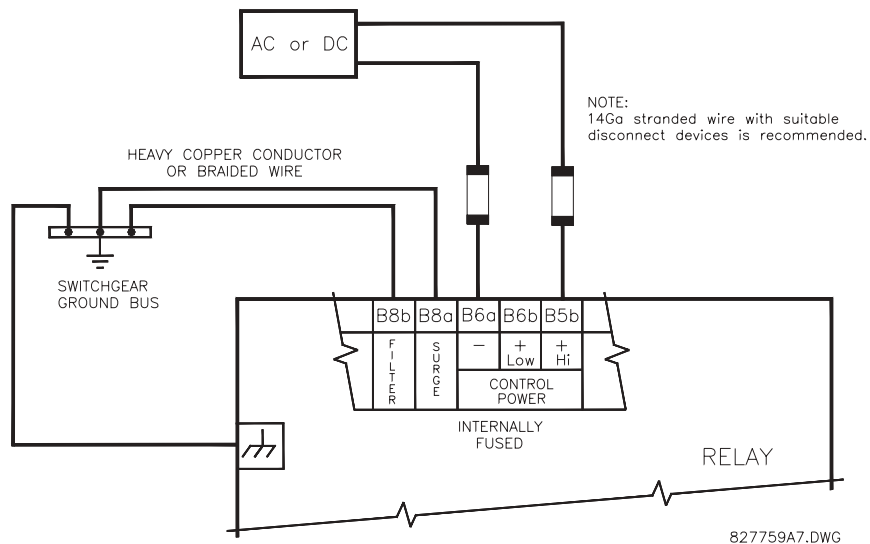 AC or DC
NOTE:
14Ga stranded wire with suitable
disconnect devices is recommended.
HEAVY COPPER CONDUCTOR
OR BRAIDED WIRE
SWITCHGEAR
GROUND BUS
B8b B8a B6a B6b B5b
FILTER
SURGE
−
+
Low
+
Hi
CONTROL
POWER
INTERNALLY
FUSED
RELAY
827759A7.DWG